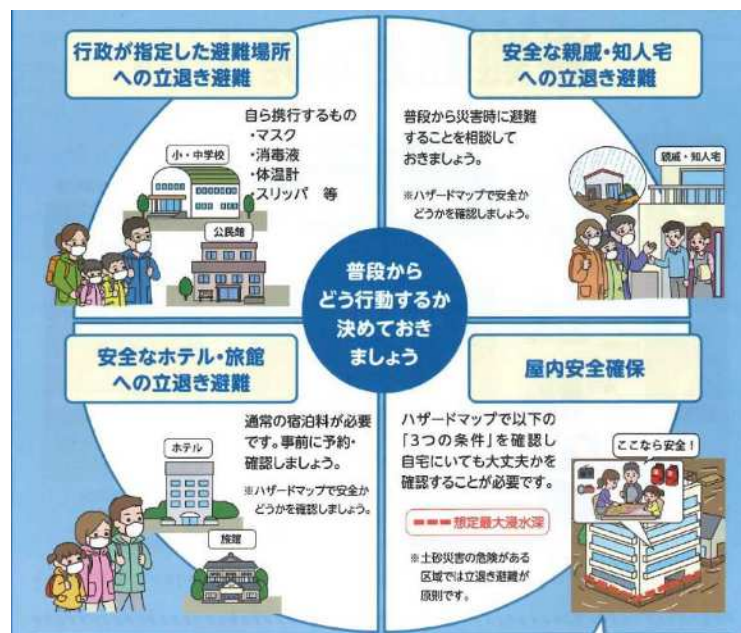 行政が指定した避難場所
への立退き避難
自ら携行するもの
・マスク
・消毒液
・体温計
・スリッパ 等
小・中学校
公民館
安全な親戚・知人宅
への立退き避難
普段から災害時に避難
することを相談して
おきましょう。
※ハザードマップで安全か
どうかを確認しましょう。
親戚・知人宅
普段から
どう行動するか
決めておき
ましょう
安全なホテル・旅館
への立退き避難
通常の宿泊料が必要
です。事前に予約・
確認しましょう。
※ハザードマップで安全か
どうかを確認しましょう。
ホテル
旅館
屋内安全確保
ハザードマップで以下の
「3つの条件」を確認し
自宅にいても大丈夫かを
確認することが必要です。
想定最大浸水深
※土砂災害の危険がある
区域では立退き避難が
原則です。
ここなら安全!